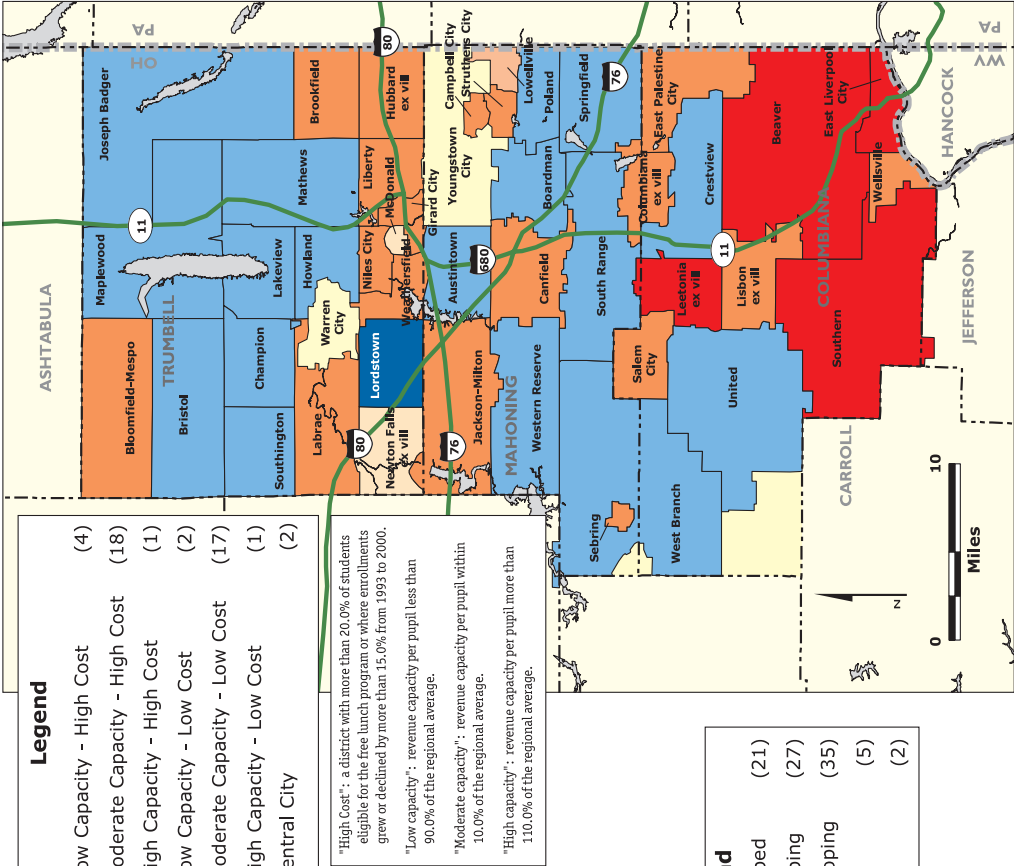 Legend
ow Capacity - High Cost (4)
oderate Capacity - High Cost (18)
igh Capacity - High Cost (1)
ow Capacity - Low Cost (2)
oderate Capacity - Low Cost (17)
igh Capacity - Low Cost (1)
entral City (2)
"High Cost": a district with more than 20.0% of students
eligible for the free lunch program or where enrollments
grew or declined by more than 15.0% from 1993 to 2000.
"Low capacity": revenue capacity per pupil less than
90.0% of the regional average.
"Moderate capacity": revenue capacity per pupil within
10.0% of the regional average.
"High capacity": revenue capacity per pupil more than
110.0% of the regional average.
nd
ped (21)
ping (27)
pping (35)
(5)
(2)
ASHTABULA
TRUMBELL
Bloomfield-Mespo
Maplewood
11
Joseph Badger
OH
PA
Bristol
Southington
Champion
Lakeview
Mathews
Howland
Brookfield
Labrae
Warren
City
80
Newton Falls
ex vill
Lordstown
Niles City
Weathersfield
McDonald
Liberty
Girard City
Hubbard
ex vill
80
76
Jackson-Milton
MAHONING
Austintown
680
Youngstown
City
Campbell City
Struthers City
Lowellville
Western Reserve
Canfield
Boardman
Poland
Springfield
76
Sebring
South Range
West Branch
Salem
City
Leetonia
ex vill
Columbiana
ex vill
East Palestine
City
Crestview
United
Lisbon
ex vill
11
Beaver
COLUMBIANA
Southern
Wellsville
East Liverpool
City
CARROLL
JEFFERSON
HANCOCK
WV
PA
0 10
Miles
N